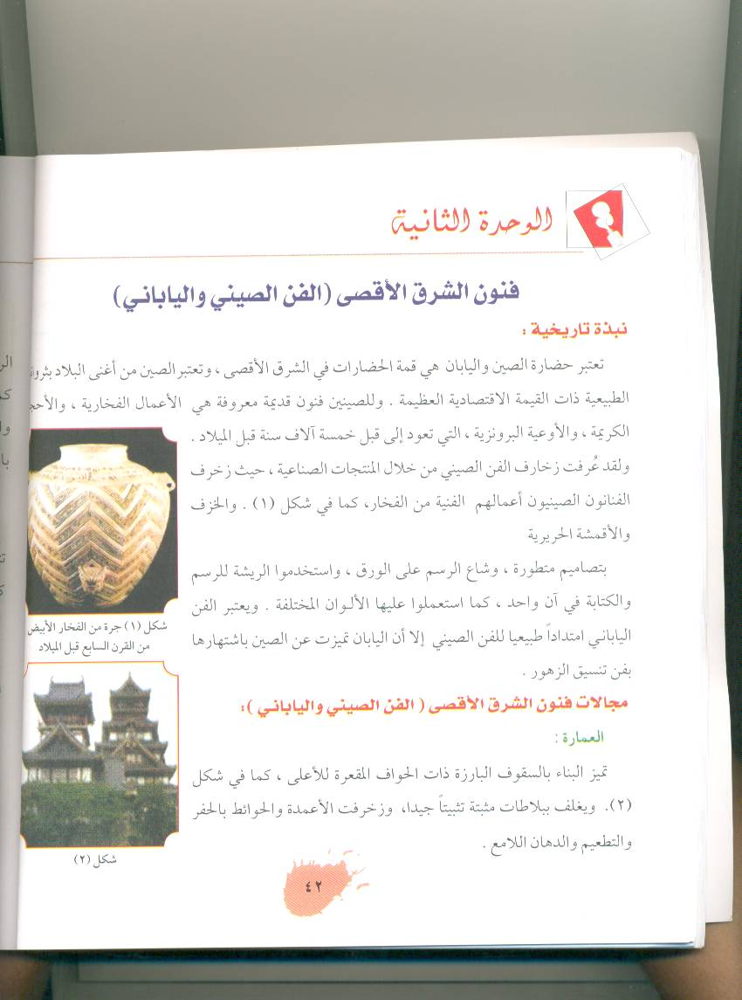 الوحدة الثانية
فنون الشرق الأقصى (الفن الصيني والياباني)
نبذة تاريخية :
تعتبر حضارة الصين واليابان هي قمة الحضارات في الشرق الأقصى ، وتعتبر الصين من أغنى البلاد
الطبيعية ذات القيمة الاقتصادية العظيمة . وللصينين فنون قديمة معروفة هي الأعمال الفخارية ،
الكريمة ، والأوعية البرونزية ، التي تعود إلى قبل خمسة آلاف سنة قبل الميلاد .
ولقد عُرفت زخارف الفن الصيني من خلال المنتجات الصناعية ، حيث زخرف
الفنانون الصينيون أعمالهم الفنية من الفخار، كما في شكل (١) . والخزف
والأقمشة الحريرية
بتصاميم متطورة ، وشاع الرسم على الورق ، واستخدموا الريشة للرسم
والكتابة في آن واحد ، كما استعملوا عليها الألوان المختلفة . ويعتبر الفن
الياباني امتداداً طبيعيا للفن الصيني إلا أن اليابان تميزت عن الصين باشتهارها
بفن تنسيق الزهور .
شكل (١) جرة من الفخار الأبيض
من القرن السابع قبل الميلاد
مجالات فنون الشرق الأقصى ( الفن الصيني والياباني ):
العمارة :
تميز البناء بالسقوف البارزة ذات الحواف المقعرة للأعلى ، كما في شكل
(٢). ويغلف ببلاطات مثبتة تثبيتاً جيدا، وزخرفت الأعمدة والحوائط بالحفر
والتطعيم والدهان اللامع .
شكل (٢)
٤٢